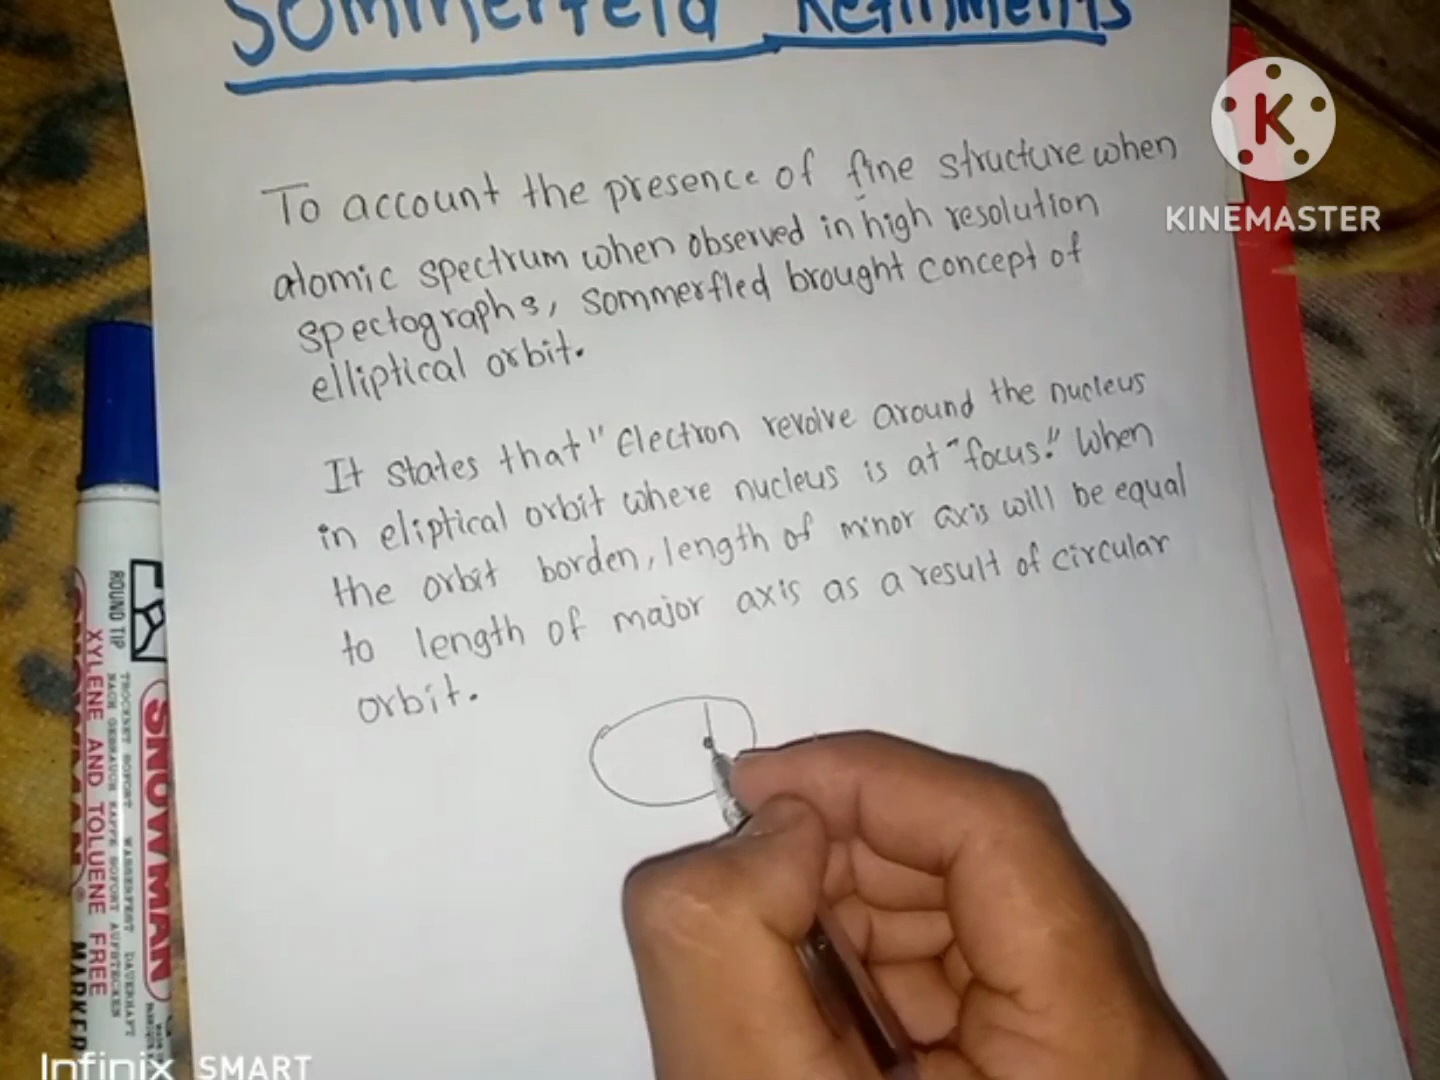 Sommerfeld Refinments
To account the presence of fine structure when
atomic spectrum when observed in high resolution
spectographs, sommerfled brought concept of
elliptical orbit.
It states that "Electron revolve around the nucleus
in eliptical orbit where nucleus is at "focus." When
the orbit borden, length of minor axis will be equal
to length of major axis as a result of circular
orbit.
K
KINEMASTER
ROUND TIP
XYLENE AND TOLUENE FREE
SNOWMAN
SNOWMAN
MARKER
Infinix SMART